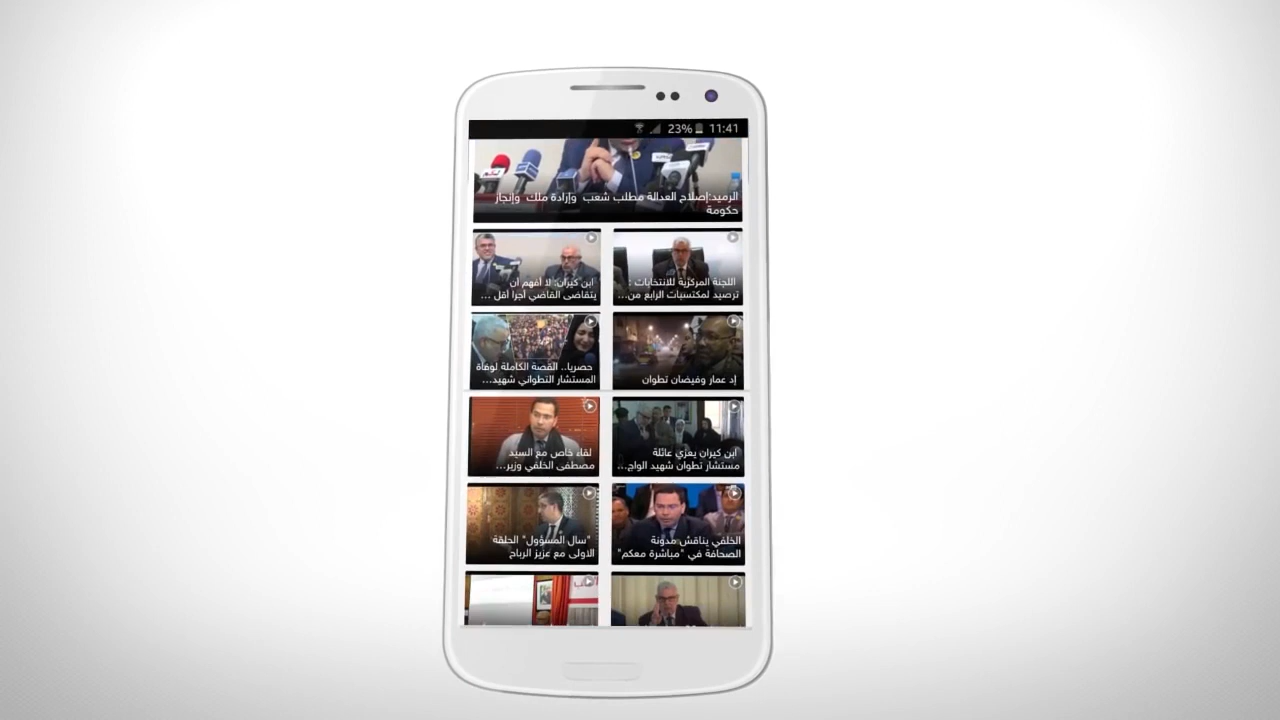 23% 11:41
الرميد:إصلاح العدالة مطلب شعب وإرادة ملك وإنجاز
حكومة
اللجنة المركزية للانتخابات :
ترصيد لمكتسبات الرابع من...
ابن كيران: لا أفهم أن
يتقاضى القاضي أجرا أقل ...
إد عمار وفيضان تطوان
حصريا.. القصة الكاملة لوفاة
المستشار التطواني شهيد...
ابن كيران يعزي عائلة
مستشار تطوان شهيد الواج...
لقاء خاص مع السيد
مصطفى الخلفي وزير...
الخلفي يناقش مدونة
الصحافة في "مباشرة معكم"
"سال المسؤول" الحلقة
الاولى مع عزيز الرباح